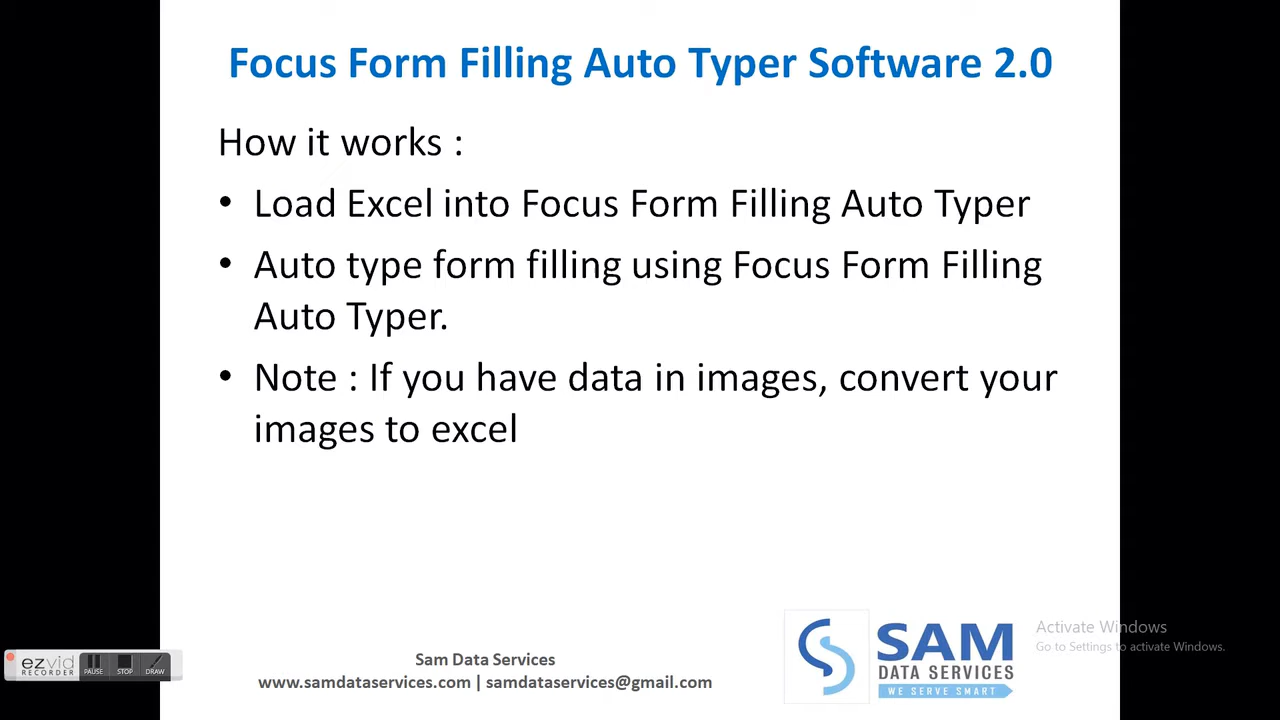 Focus Form Filling Auto Typer Software 2.0
How it works :
• Load Excel into Focus Form Filling Auto Typer
• Auto type form filling using Focus Form Filling
Auto Typer.
• Note : If you have data in images, convert your
images to excel
SAM
DATA SERVICES
WE SERVE SMART
Activate Windows
Go to Settings to activate Windows.
ezvid
RECORDER
PAUSE
STOP
DRAW
Sam Data Services
www.samdataservices.com | samdataservices@gmail.com